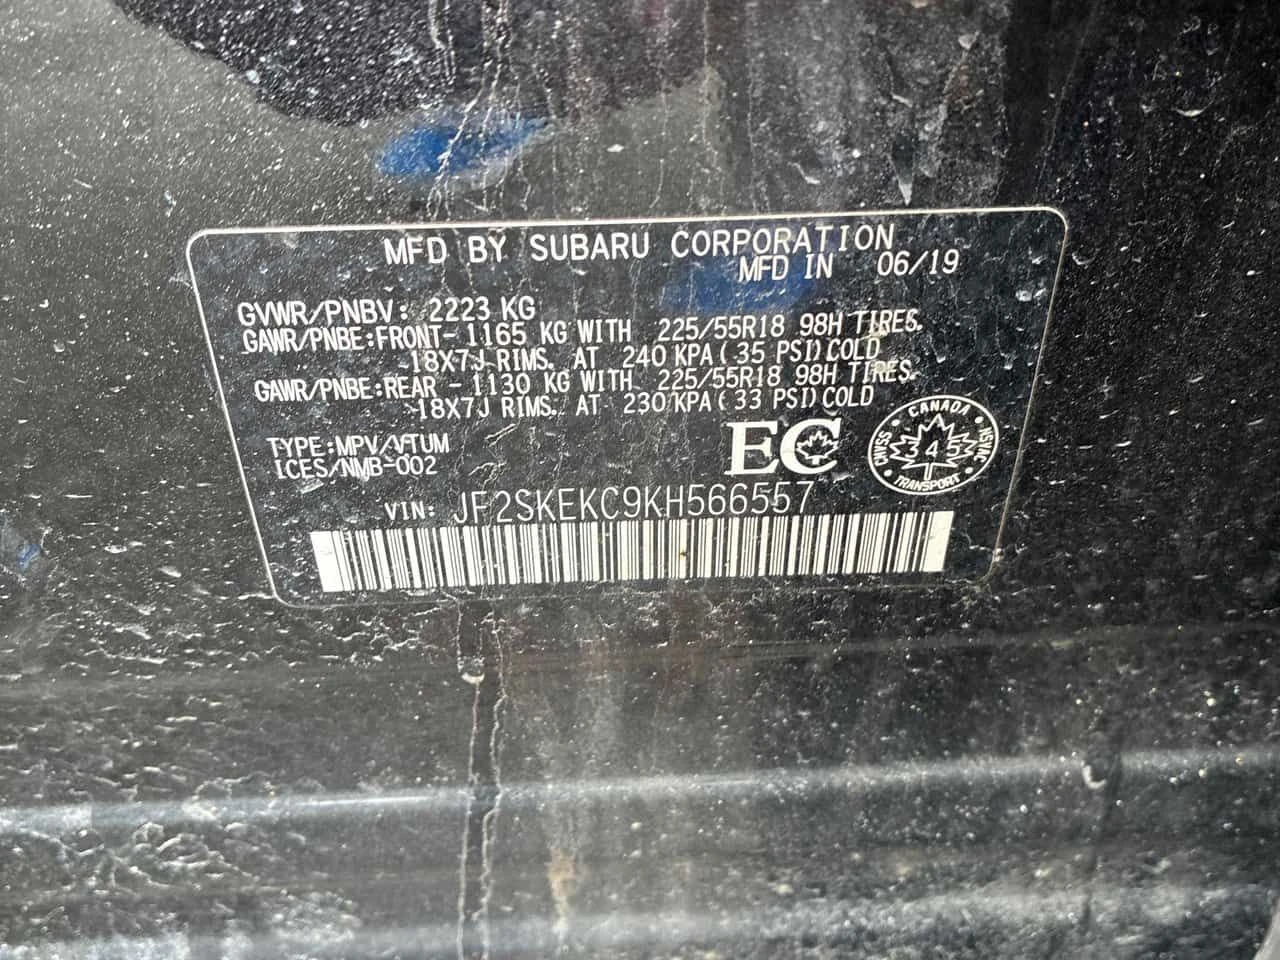 MFD BY SUBARU CORPORATION
MFD IN 06/19
GVWR/PNBV: 2223 KG
GAWR/PNBE:FRONT-1165 KG WITH 225/55R18 98H TIRES.
18X7J RIMS. AT 240 KPA(35 PSI)COLD
GAWR/PNBE:REAR -1130 KG WITH 225/55R18 98H TIRES.
18X7J RIMS. AT 230 KPA(33 PSI)COLD
TYPE:MPV/VTUM
ICES/NMB-002
EC
CANADA
CMVSS 345 NSVAC
TRANSPORT
VIN: JF2SKEKC9KH566557